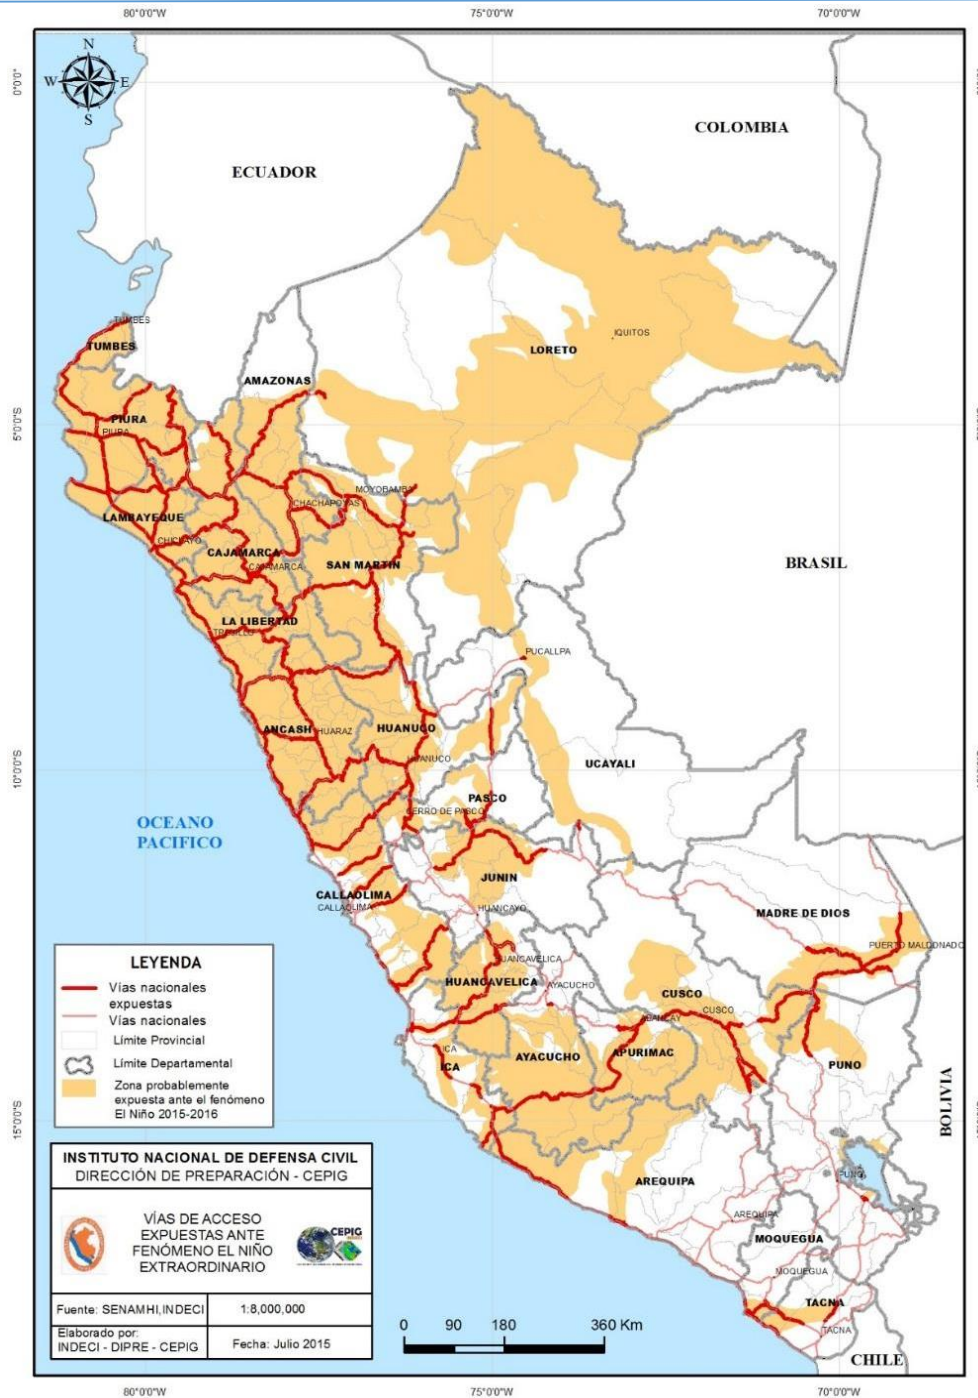 80°0'0"W 75°0'0"W 70°0'0"W
N
W E
S
0°0'0"
COLOMBIA
ECUADOR
TUMBES
TUMBES
IQUITOS
LORETO
AMAZONAS
PIURA
PIURA
5°0'0"S
MOYOBAMBA
CHACHAPOYAS
LAMBAYEQUE
CHICLAYO
CAJAMARCA
CAJAMARCA
SAN MARTIN
BRASIL
LA LIBERTAD
TRUJILLO
PUCALLPA
ANCASH
HUARAZ
HUANUCO
HUANUCO
UCAYALI
10°0'0"S
PASCO
CERRO DE PASCO
OCEANO
PACIFICO
JUNIN
CALLAOLIMA
CALLAOLIMA
HUANCAYO
MADRE DE DIOS
PUERTO MALDONADO
HUANCAVELICA
HUANCAVELICA
AYACUCHO
CUSCO
CUSCO
ABANCAY
ICA
ICA
AYACUCHO
APURIMAC
PUNO
BOLIVIA
15°0'0"S
PUNO
AREQUIPA
AREQUIPA
MOQUEGUA
MOQUEGUA
TACNA
TACNA
CHILE
LEYENDA
Vías nacionales
expuestas
Vías nacionales
Límite Provincial
Límite Departamental
Zona probablemente
expuesta ante el fenómeno
El Niño 2015-2016
INSTITUTO NACIONAL DE DEFENSA CIVIL
DIRECCIÓN DE PREPARACIÓN - CEPIG
VÍAS DE ACCESO
EXPUESTAS ANTE
FENÓMENO EL NIÑO
EXTRAORDINARIO
CEPIG
Fuente: SENAMHI,INDECI 1:8,000,000
Elaborado por:
INDECI - DIPRE - CEPIG Fecha: Julio 2015
0 90 180 360 Km
80°0'0"W 75°0'0"W 70°0'0"W